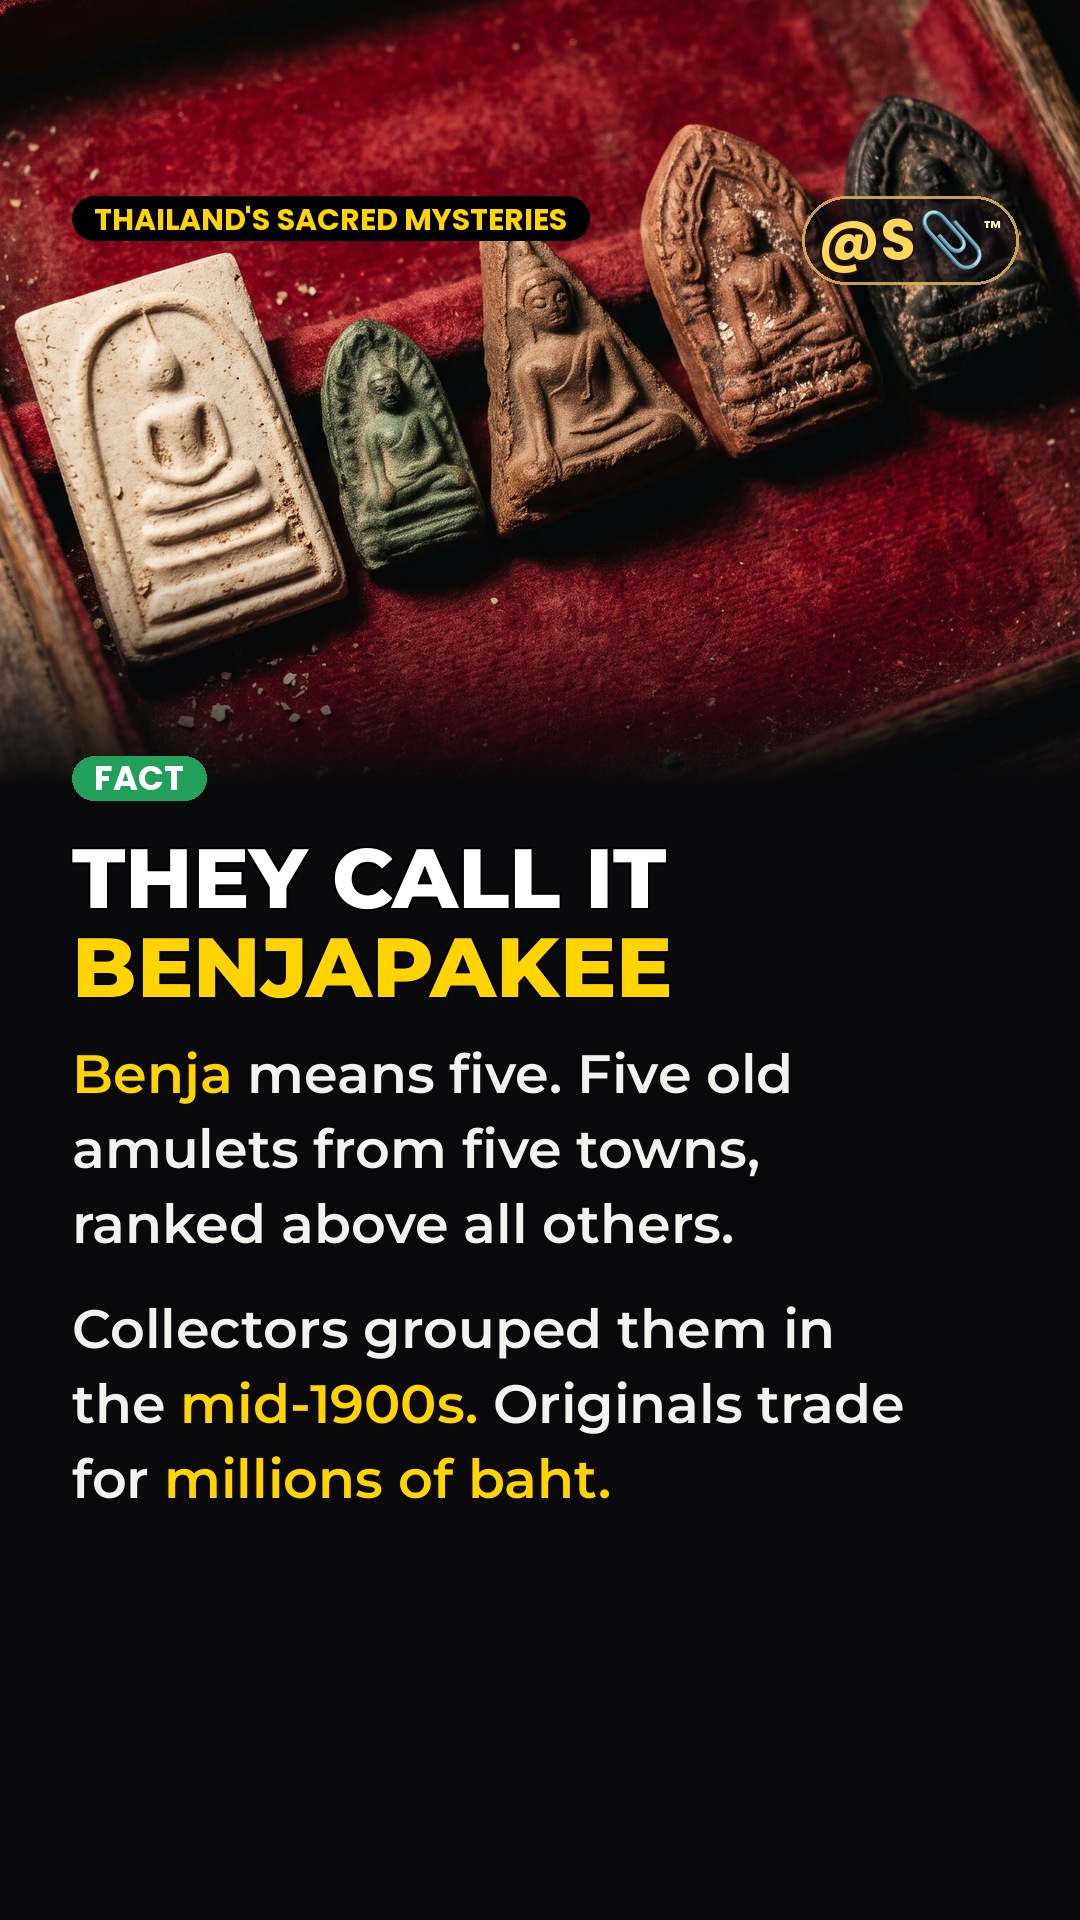 THAILAND'S SACRED MYSTERIES
@S📎™
FACT
THEY CALL IT
BENJAPAKEE
Benja means five. Five old
amulets from five towns,
ranked above all others.
Collectors grouped them in
the mid-1900s. Originals trade
for millions of baht.